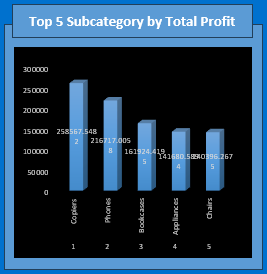 Top 5 Subcategory by Total Profit
300000
250000
200000
150000
100000
50000
0
258567.548
2
216717.005
8
161924.419
5
141680.589
4
140396.267
5
Copiers
Phones
Bookcases
Appliances
Chairs
1 2 3 4 5